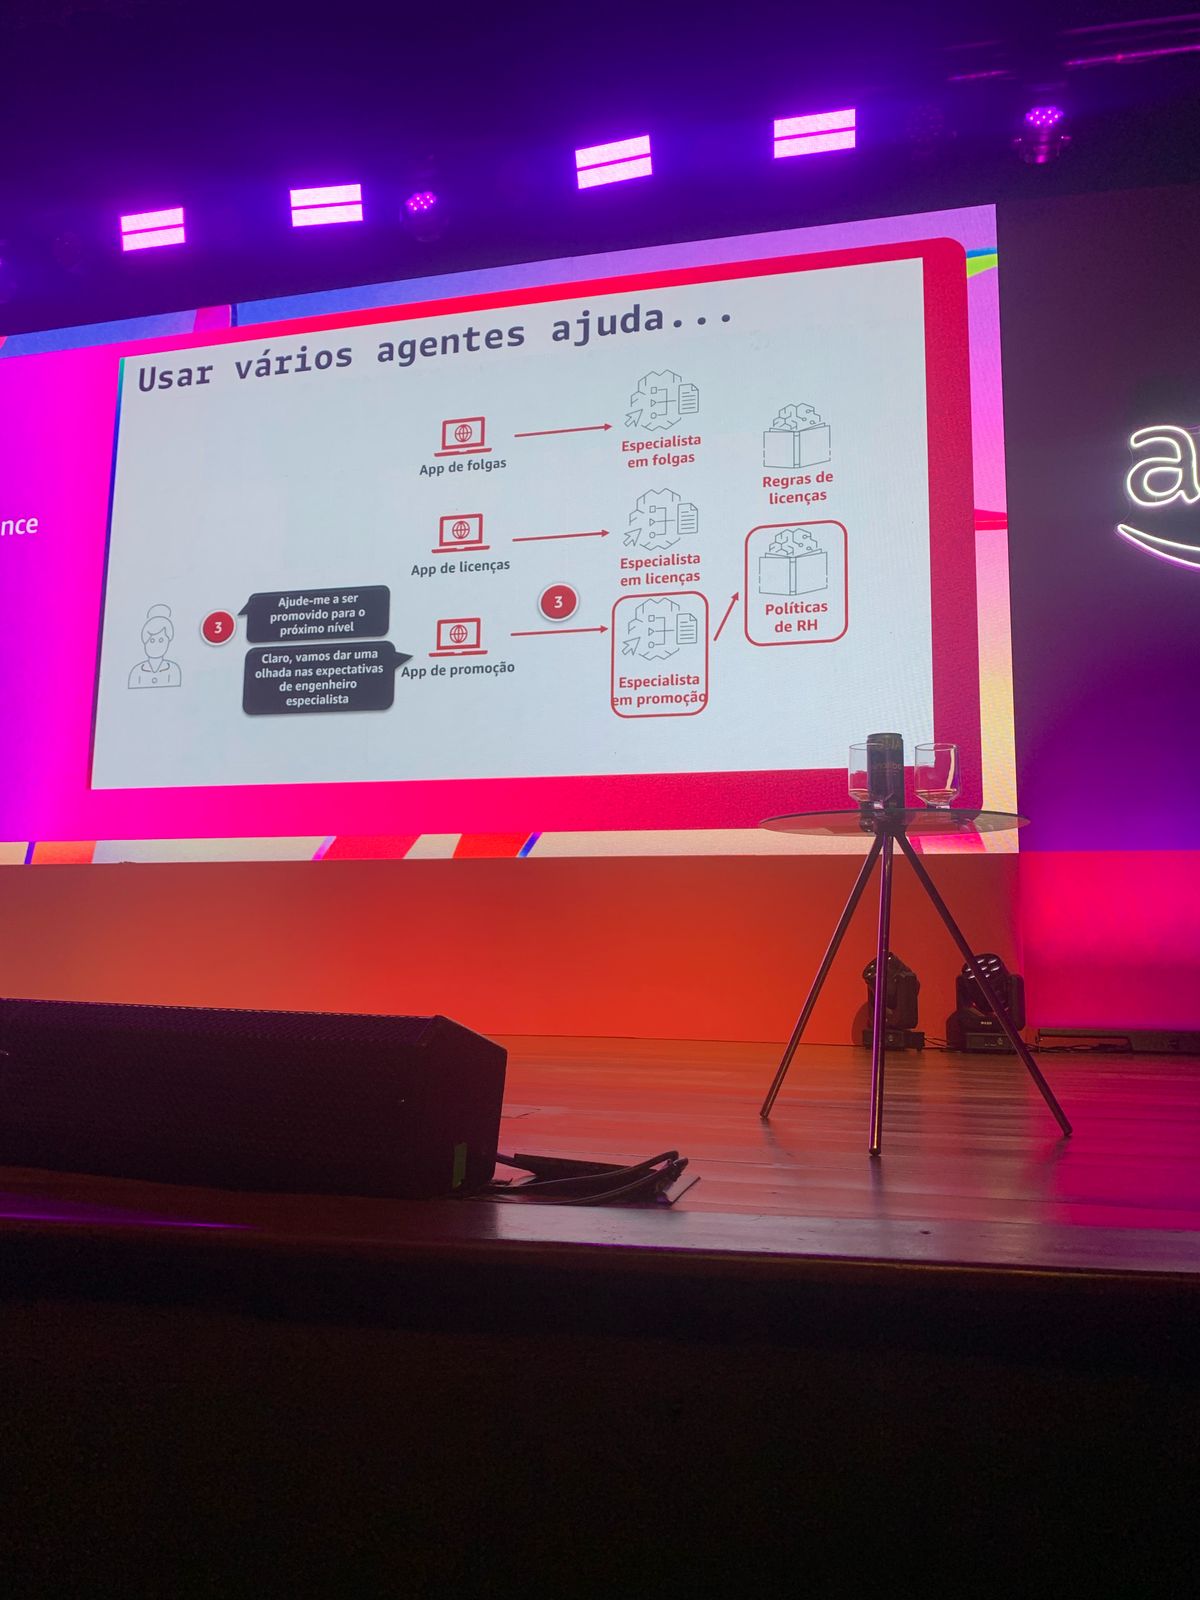 Usar vários agentes ajuda...
App de folgas
Especialista
em folgas
Regras de
licenças
nce
App de licenças
Especialista
em licenças
Políticas
de RH
3
Ajude-me a ser
promovido para o
próximo nível
3
Claro, vamos dar uma
olhada nas expectativas
de engenheiro
especialista
App de promoção
Especialista
em promoção
a